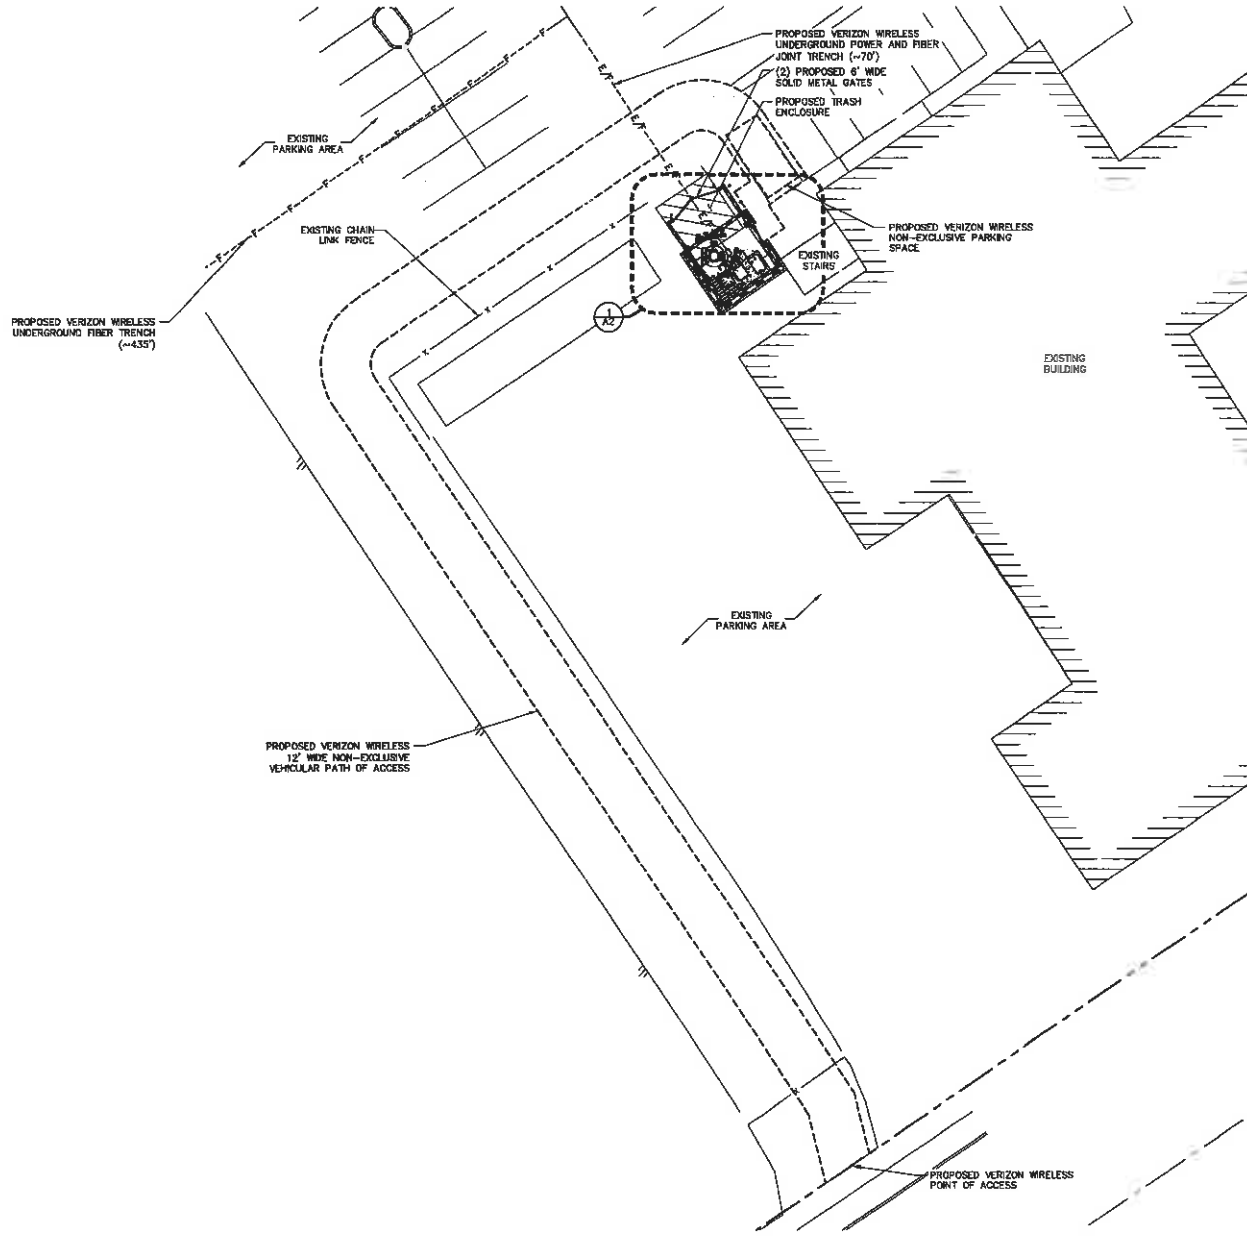 PROPOSED VERIZON WIRELESS
UNDERGROUND POWER AND FIBER
JOINT TRENCH (~70')
(2) PROPOSED 6' WIDE
SOLID METAL GATES
PROPOSED TRASH
ENCLOSURE
E/F
E/F
EXISTING
PARKING AREA
F
F
F
F
F
F
F
F
EXISTING CHAIN
LINK FENCE
X
X
X
X
PROPOSED VERIZON WIRELESS
NON-EXCLUSIVE PARKING
SPACE
EXISTING
STAIRS
1
A2
PROPOSED VERIZON WIRELESS
UNDERGROUND FIBER TRENCH
(~435')
EXISTING
BUILDING
EXISTING
PARKING AREA
PROPOSED VERIZON WIRELESS
12' WIDE NON-EXCLUSIVE
VEHICULAR PATH OF ACCESS
X
PROPOSED VERIZON WIRELESS
POINT OF ACCESS